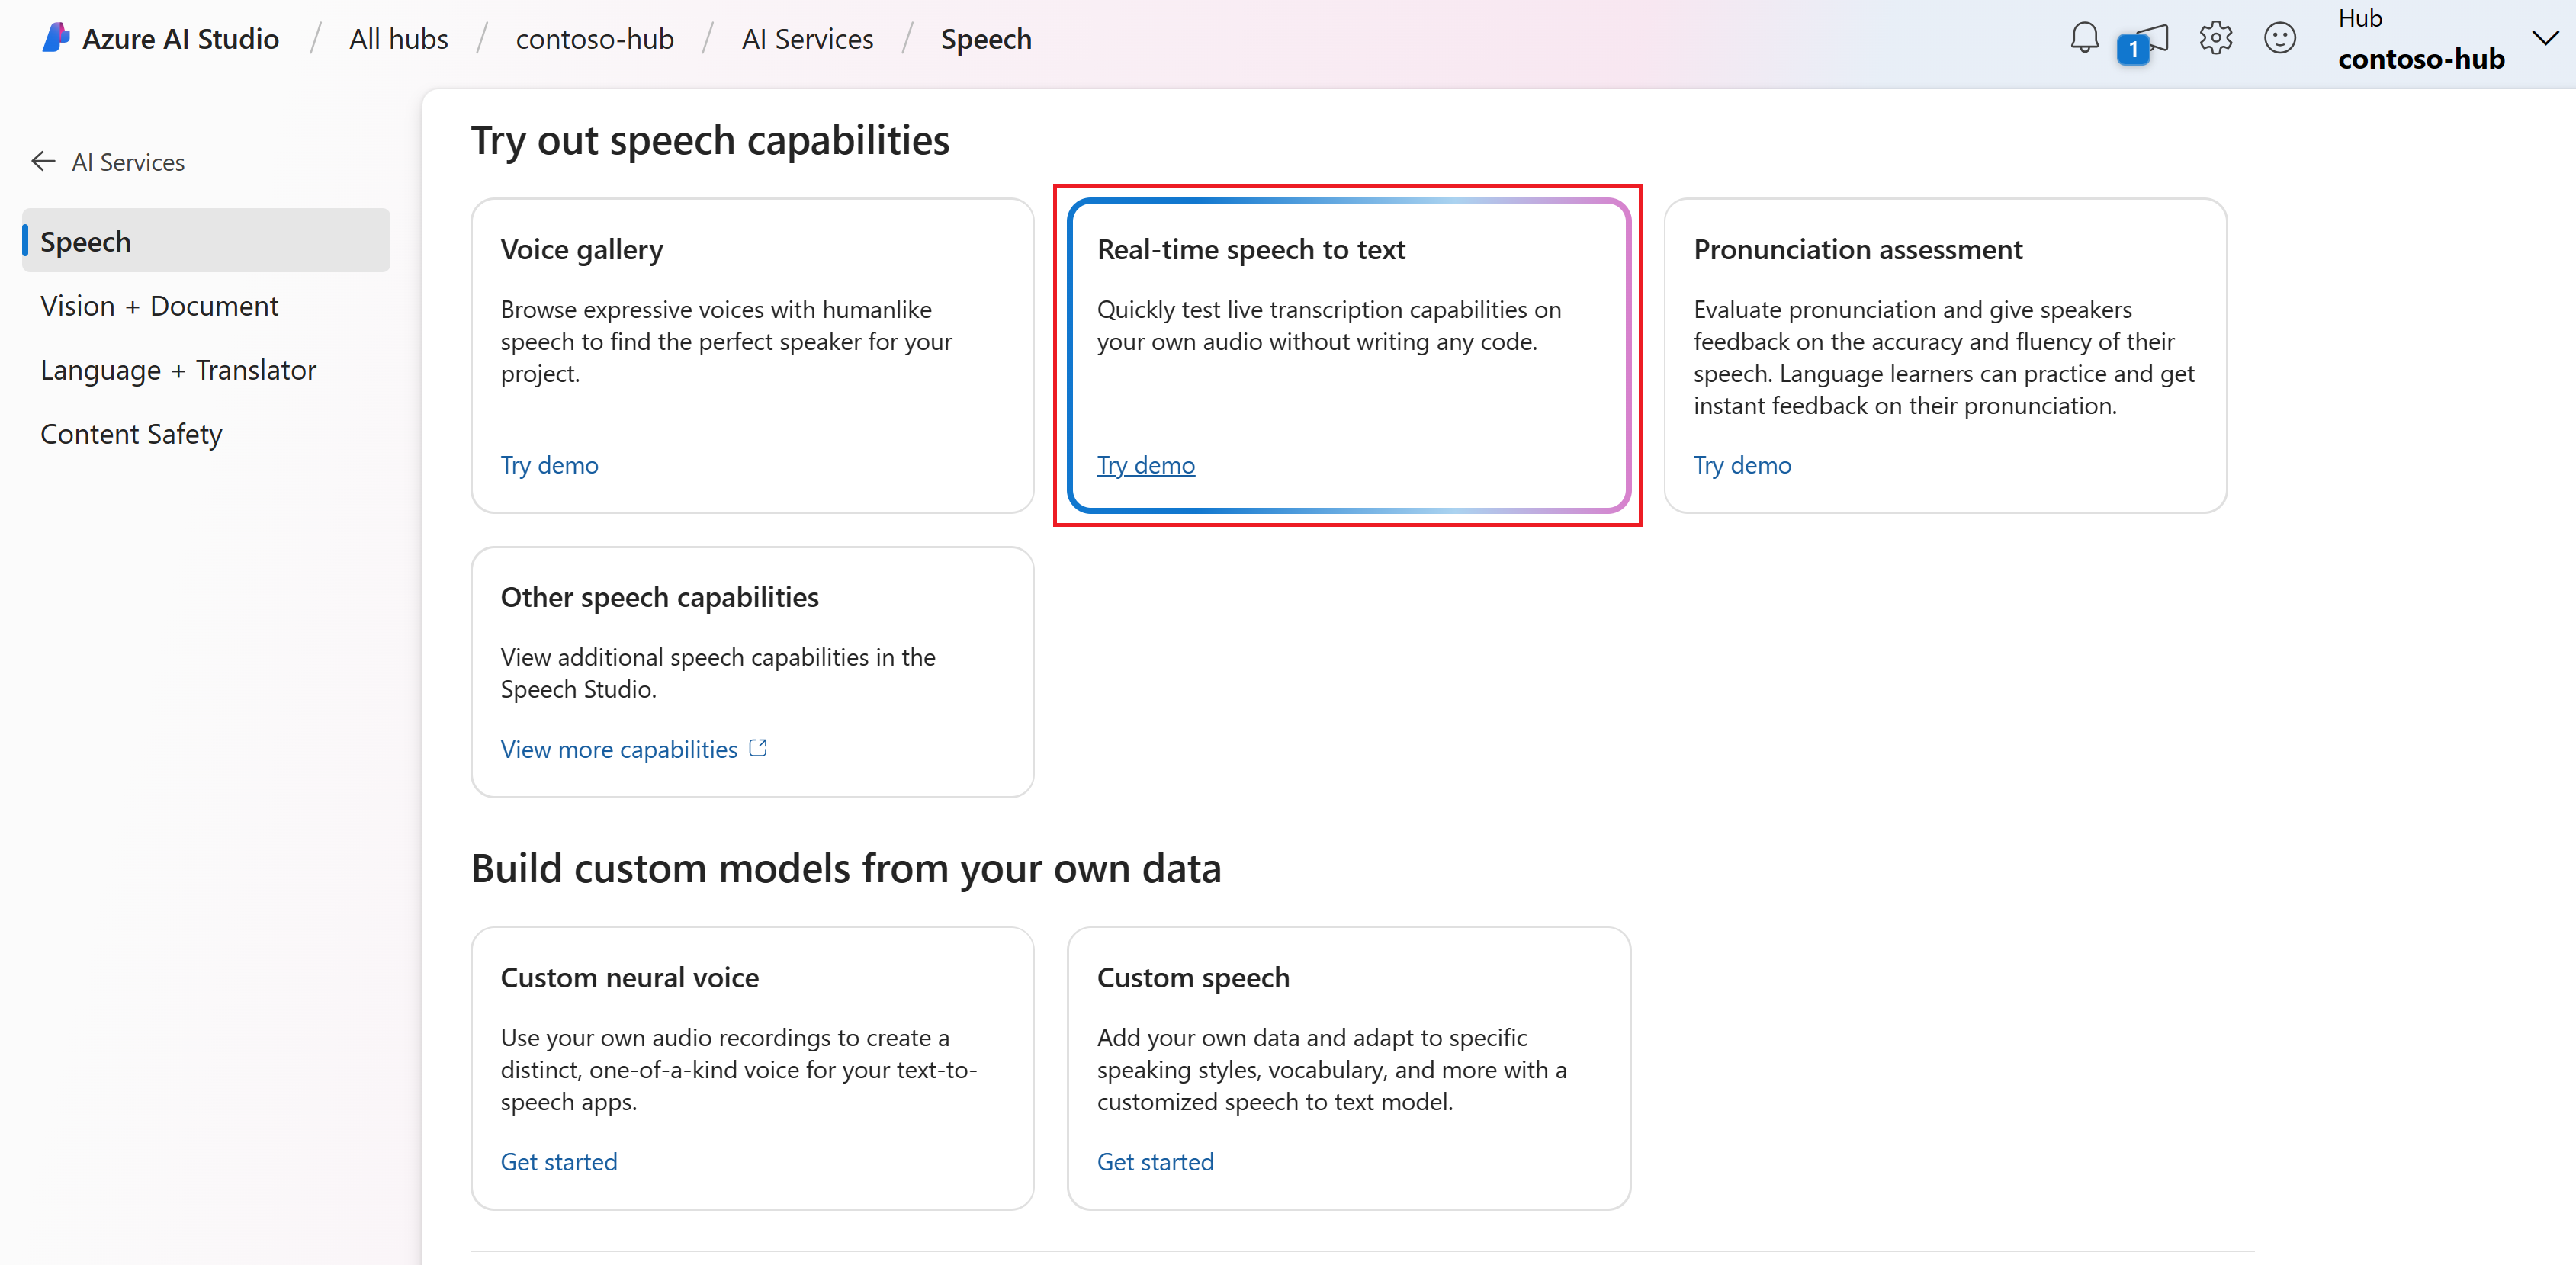 Azure AI Studio / All hubs / contoso-hub / AI Services / Speech
1
Hub
contoso-hub
AI Services
Speech
Vision + Document
Language + Translator
Content Safety
Try out speech capabilities
Voice gallery
Browse expressive voices with humanlike
speech to find the perfect speaker for your
project.
Try demo
Real-time speech to text
Quickly test live transcription capabilities on
your own audio without writing any code.
Try demo
Pronunciation assessment
Evaluate pronunciation and give speakers
feedback on the accuracy and fluency of their
speech. Language learners can practice and get
instant feedback on their pronunciation.
Try demo
Other speech capabilities
View additional speech capabilities in the
Speech Studio.
View more capabilities
Build custom models from your own data
Custom neural voice
Use your own audio recordings to create a
distinct, one-of-a-kind voice for your text-to-
speech apps.
Get started
Custom speech
Add your own data and adapt to specific
speaking styles, vocabulary, and more with a
customized speech to text model.
Get started